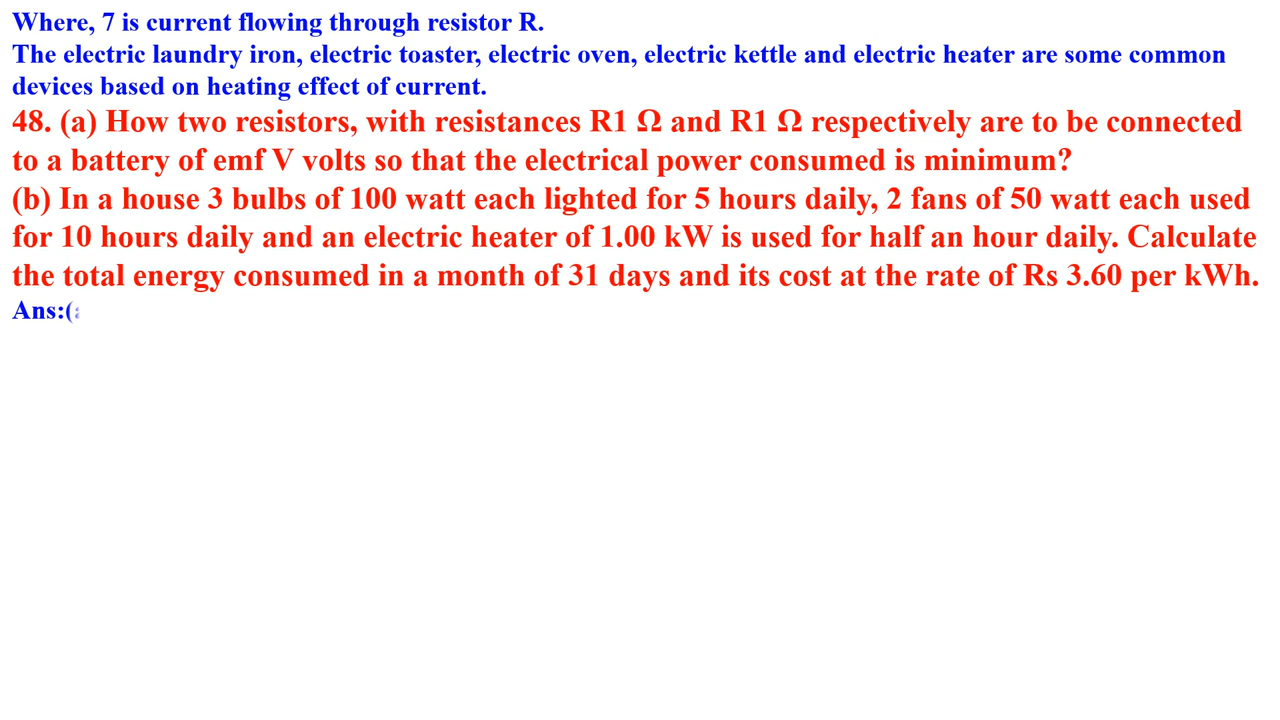 Where, 7 is current flowing through resistor R.
The electric laundry iron, electric toaster, electric oven, electric kettle and electric heater are some common
devices based on heating effect of current.
48. (a) How two resistors, with resistances R1 Ω and R1 Ω respectively are to be connected
to a battery of emf V volts so that the electrical power consumed is minimum?
(b) In a house 3 bulbs of 100 watt each lighted for 5 hours daily, 2 fans of 50 watt each used
for 10 hours daily and an electric heater of 1.00 kW is used for half an hour daily. Calculate
the total energy consumed in a month of 31 days and its cost at the rate of Rs 3.60 per kWh.
Ans:(